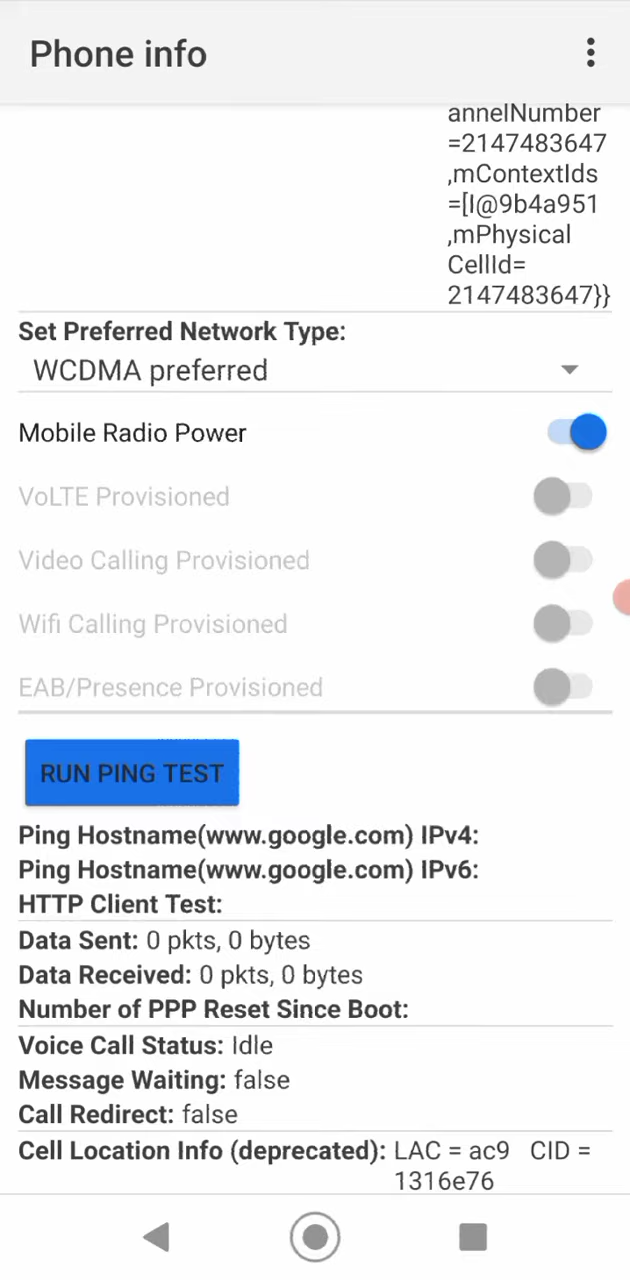 Phone info
annelNumber
=2147483647
,mContextIds
=[I@9b4a951
,mPhysical
CellId=
2147483647}}
Set Preferred Network Type:
WCDMA preferred
Mobile Radio Power
VoLTE Provisioned
Video Calling Provisioned
Wifi Calling Provisioned
EAB/Presence Provisioned
RUN PING TEST
Ping Hostname(www.google.com) IPv4:
Ping Hostname(www.google.com) IPv6:
HTTP Client Test:
Data Sent: 0 pkts, 0 bytes
Data Received: 0 pkts, 0 bytes
Number of PPP Reset Since Boot:
Voice Call Status: Idle
Message Waiting: false
Call Redirect: false
Cell Location Info (deprecated): LAC = ac9 CID =
1316e76